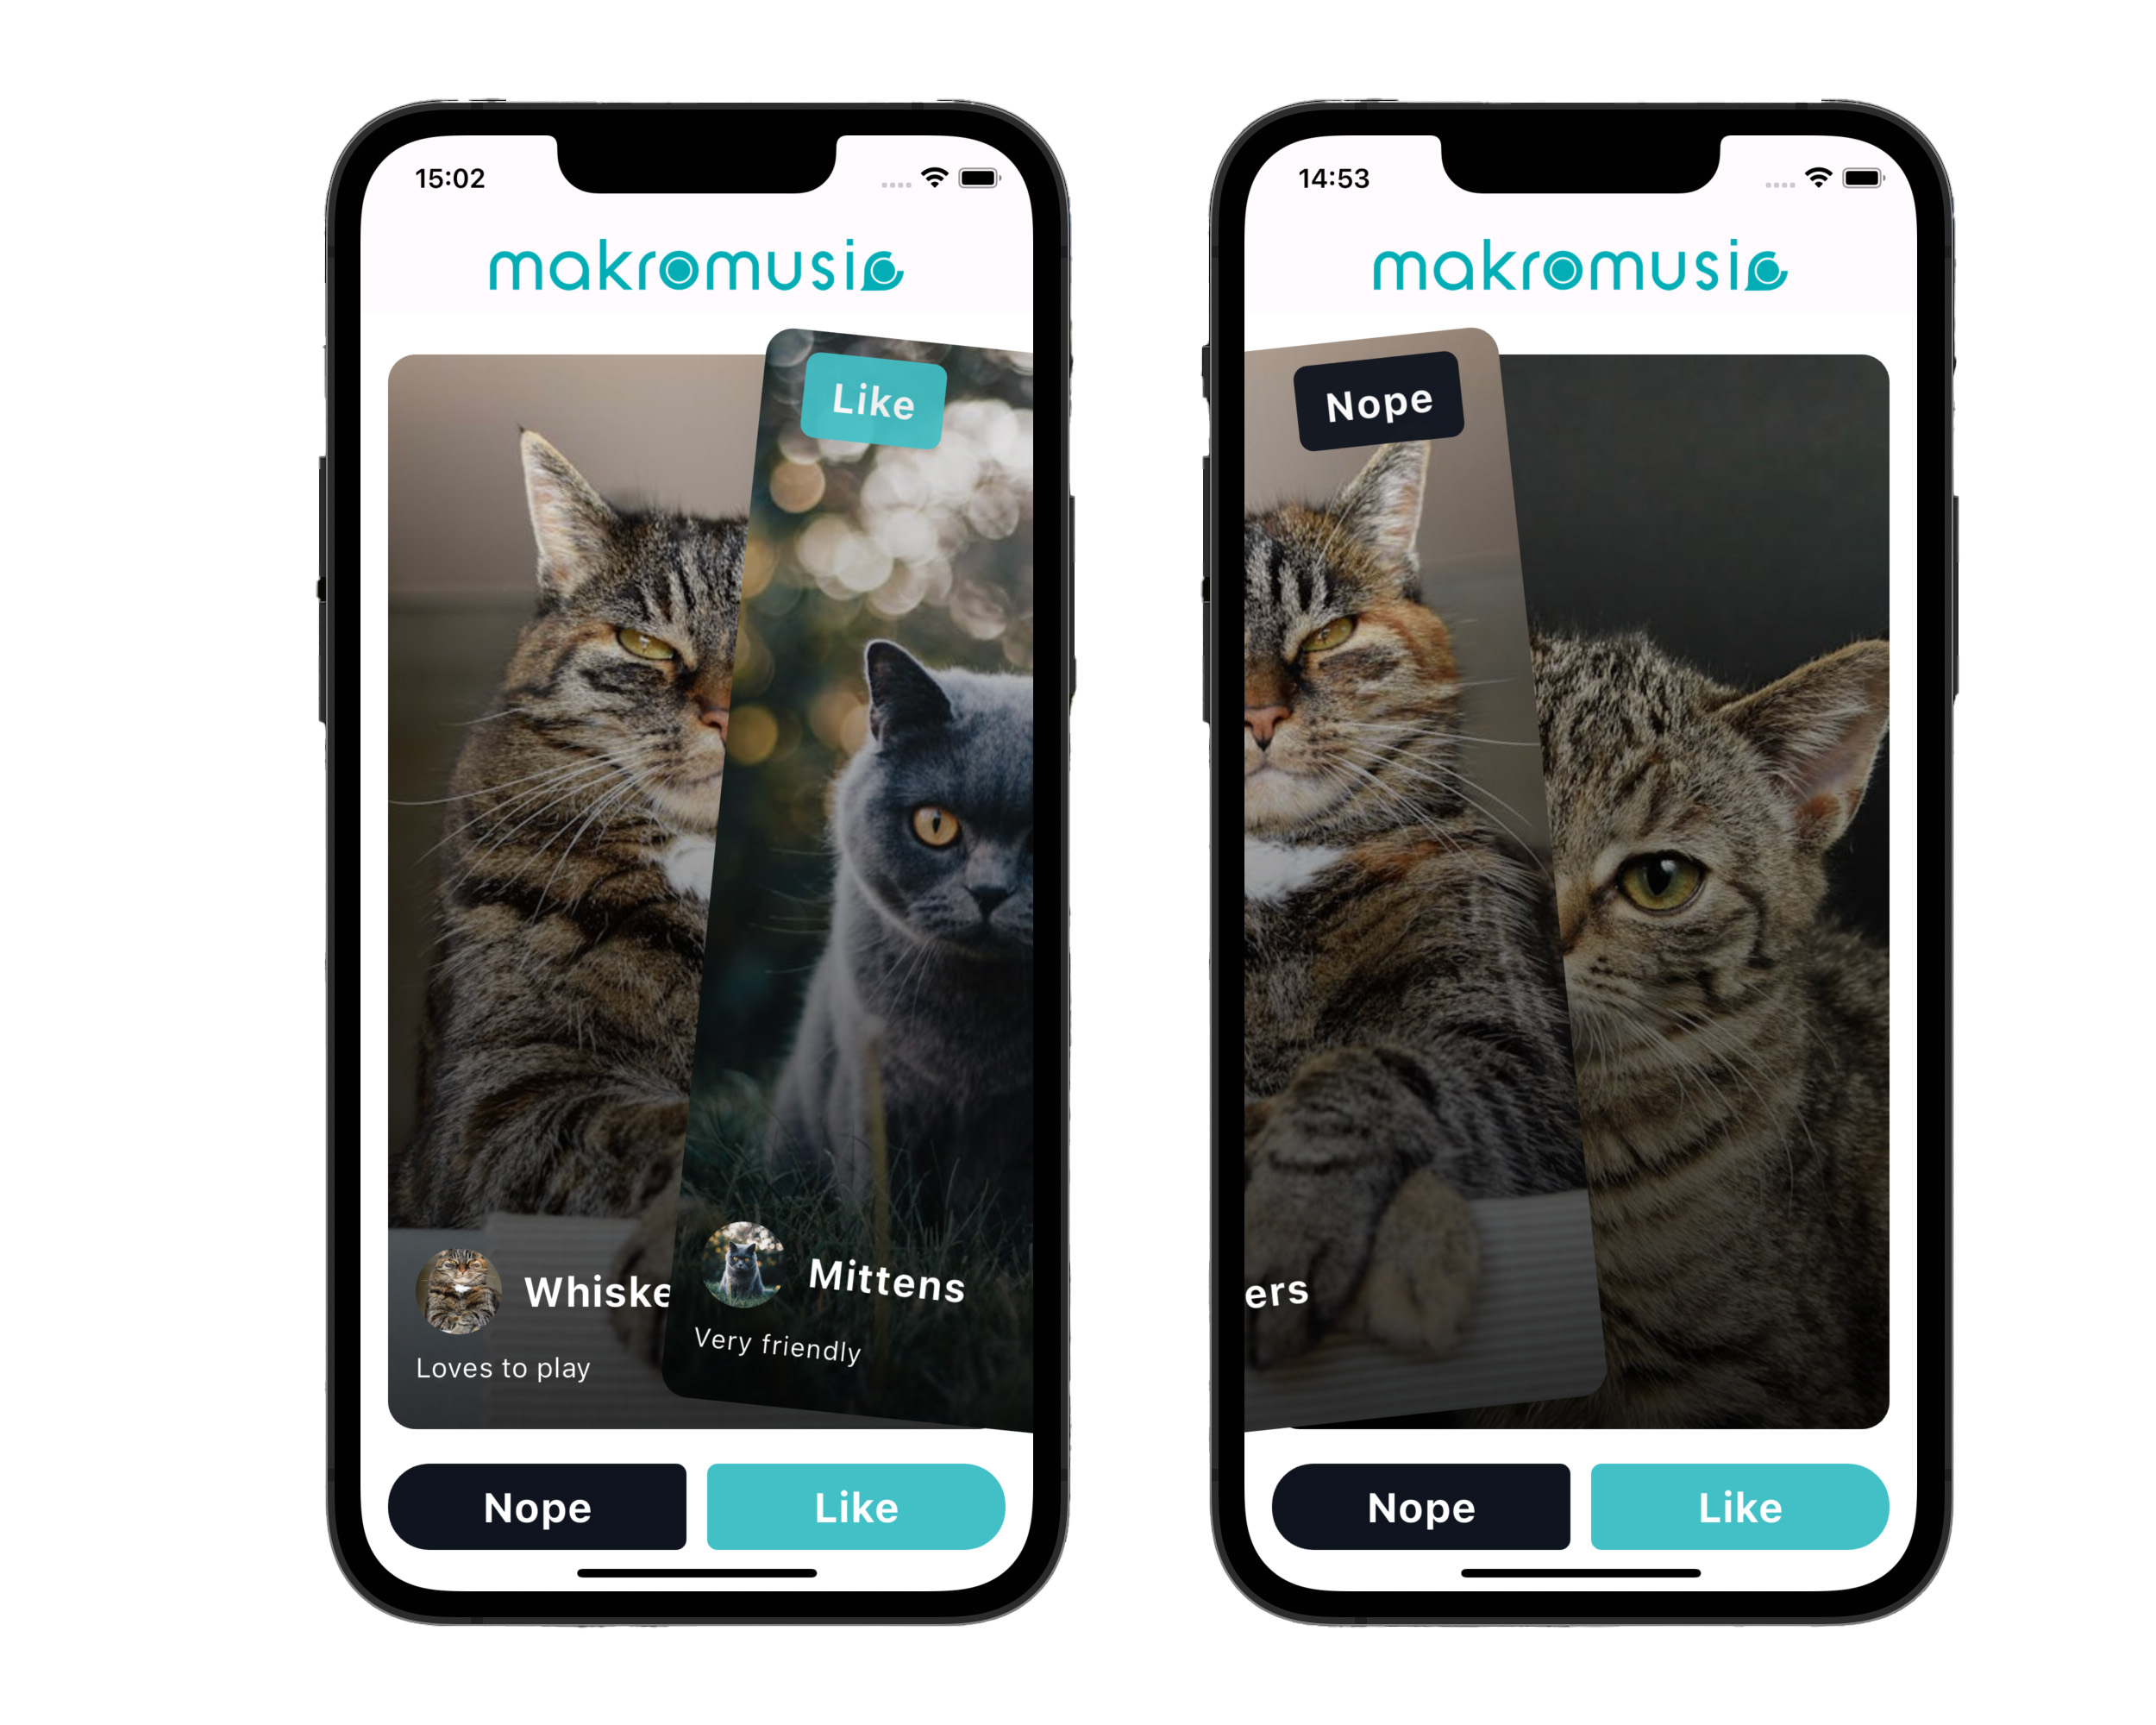 15:02
makromusic
Like
Whiske
Mittens
Loves to play
Very friendly
Nope
Like
14:53
makromusic
Nope
ers
Nope
Like